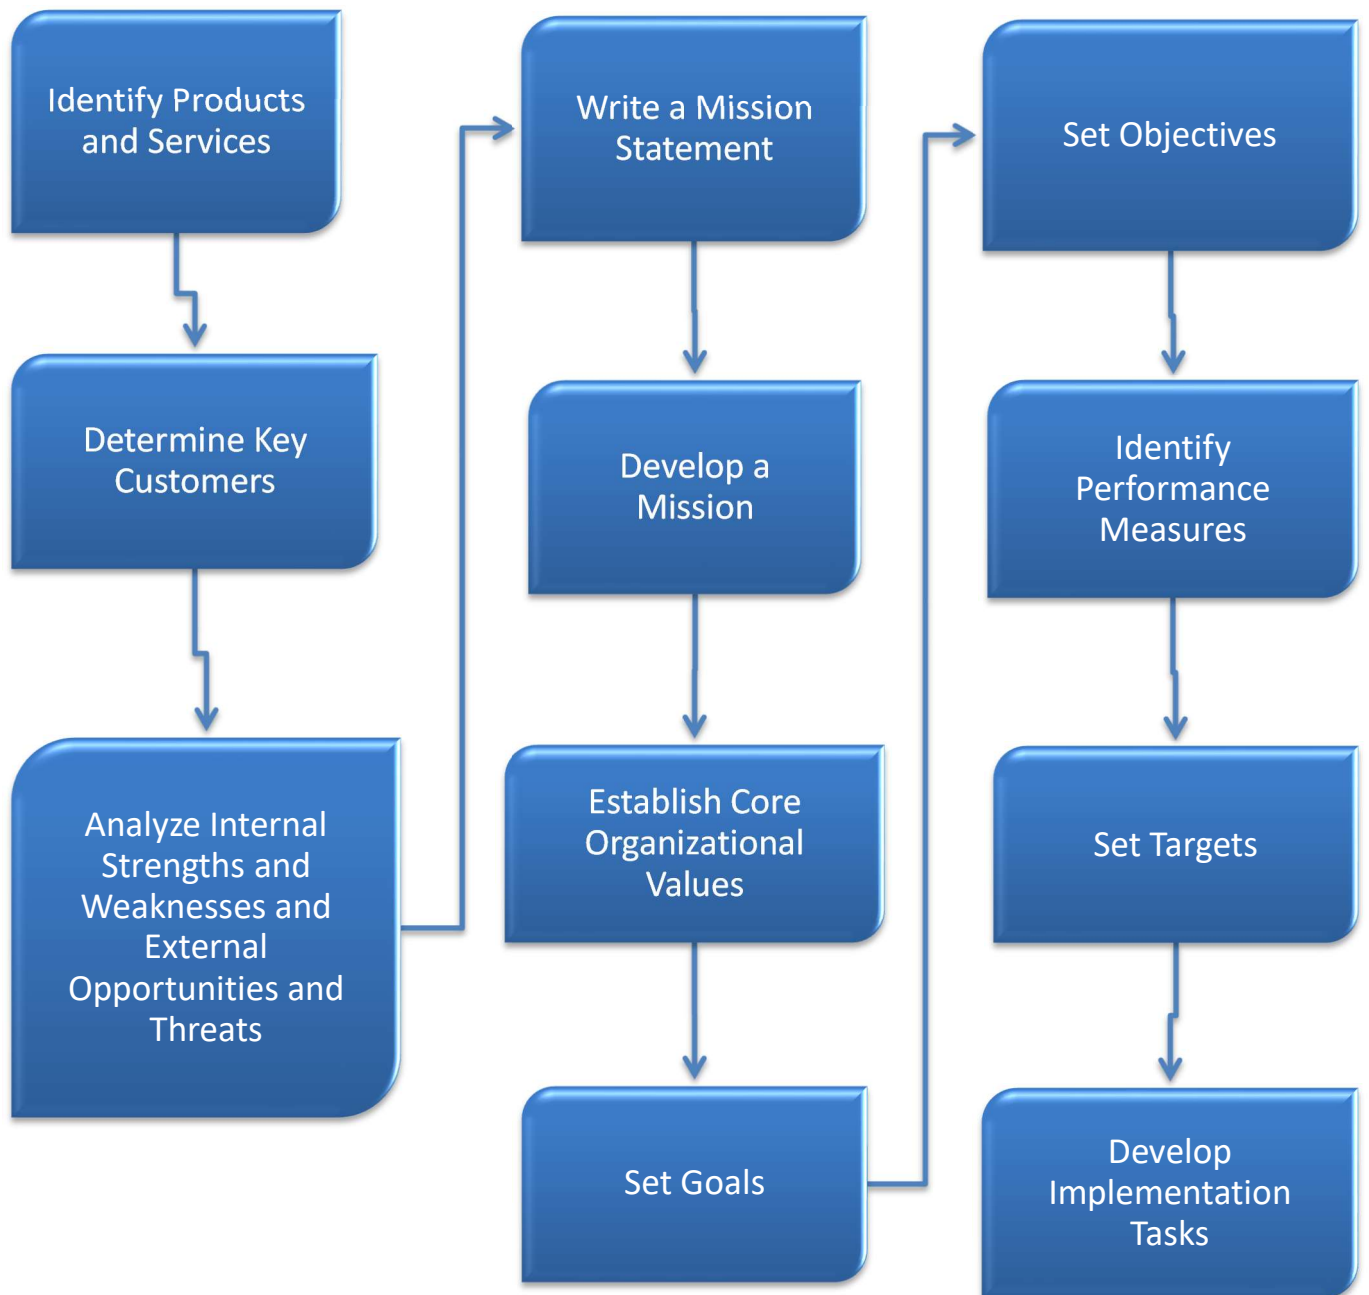 Identify Products
and Services
Determine Key
Customers
Analyze Internal
Strengths and
Weaknesses and
External
Opportunities and
Threats
Write a Mission
Statement
Develop a
Mission
Establish Core
Organizational
Values
Set Goals
Set Objectives
Identify
Performance
Measures
Set Targets
Develop
Implementation
Tasks